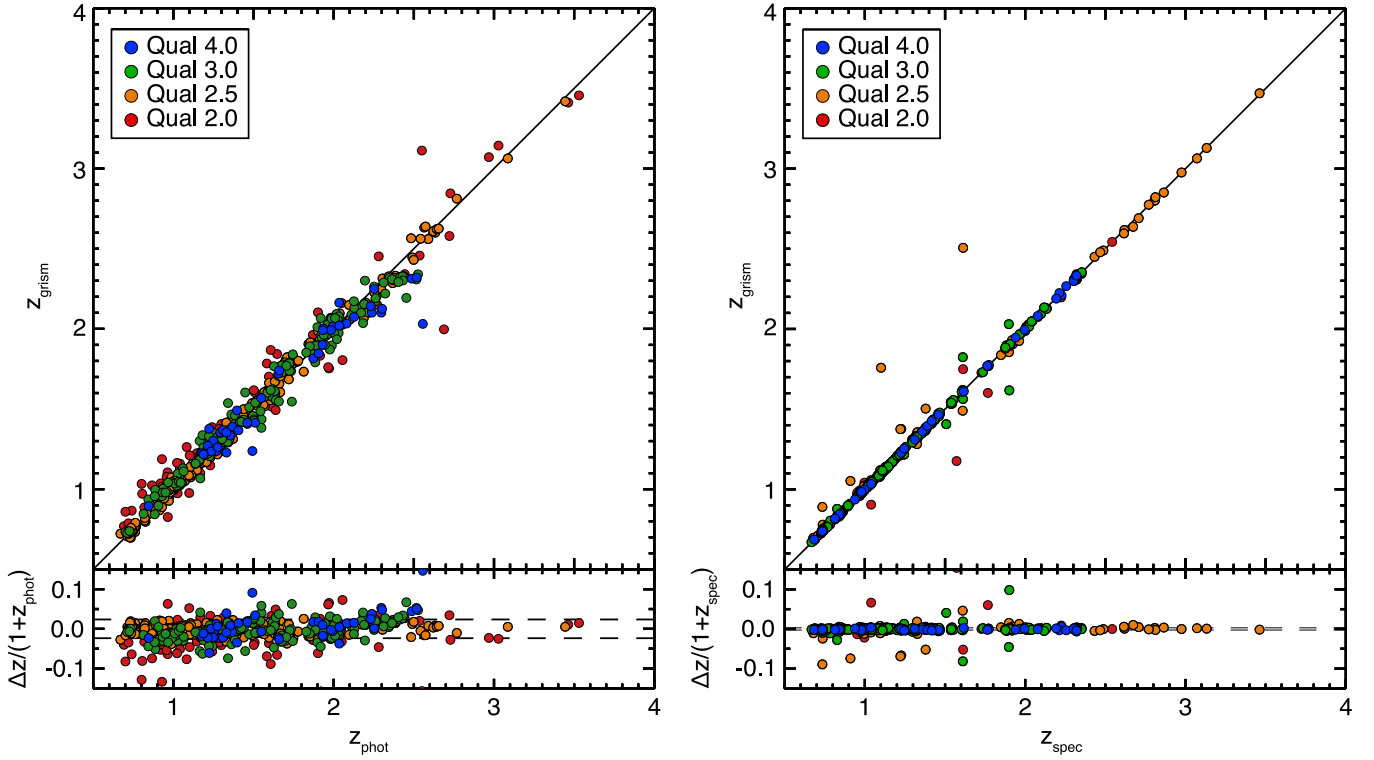 4
3
2
1
z_grism
Qual 4.0
Qual 3.0
Qual 2.5
Qual 2.0
0.1
0.0
-0.1
Δz/(1+z_phot)
1 2 3 4
z_phot
4
3
2
1
z_grism
Qual 4.0
Qual 3.0
Qual 2.5
Qual 2.0
0.1
0.0
-0.1
Δz/(1+z_spec)
1 2 3 4
z_spec